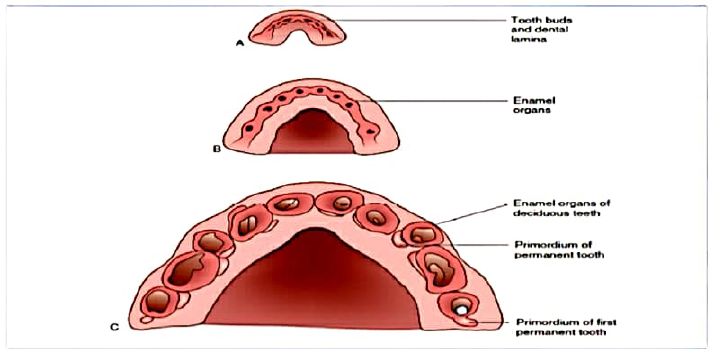 Tooth buds
and dental
lamina
A
Enamel
organs
B
Enamel organs of
deciduous teeth
Primordium of
permanent tooth
Primordium of first
permanent tooth
C